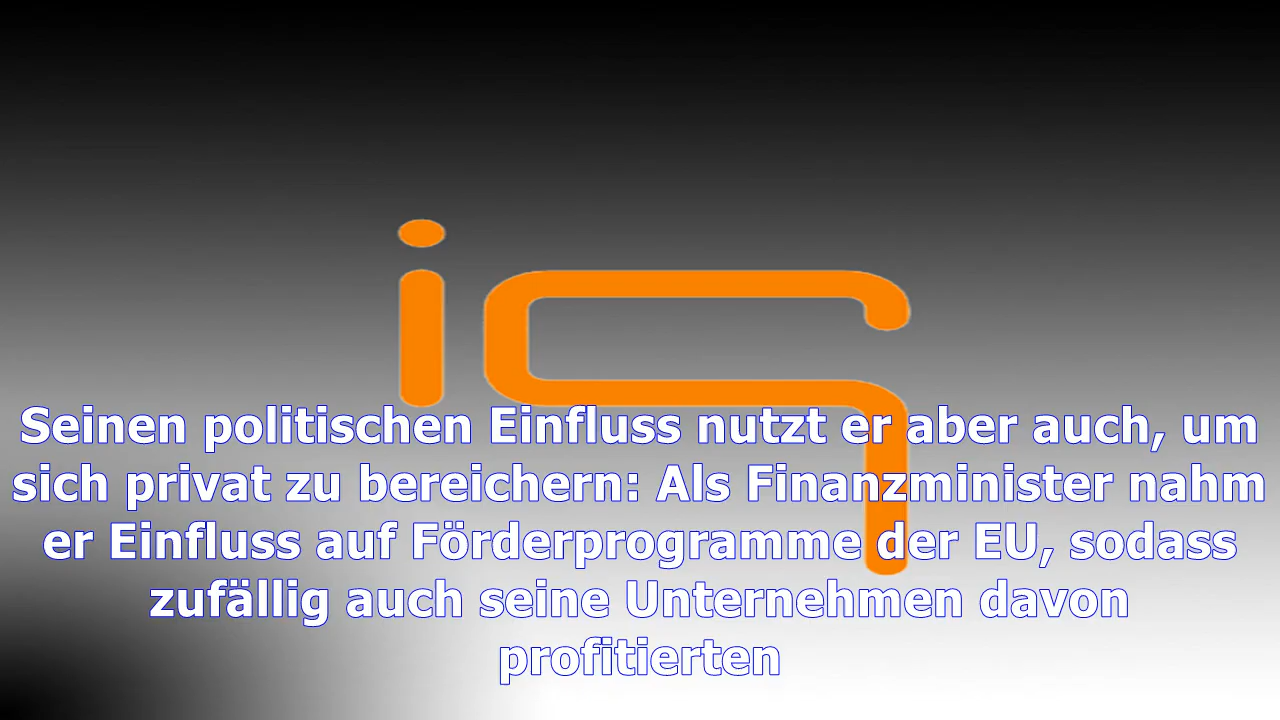 iq
Seinen politischen Einfluss nutzt er aber auch, um
sich privat zu bereichern: Als Finanzminister nahm
er Einfluss auf Förderprogramme der EU, sodass
zufällig auch seine Unternehmen davon
profitierten